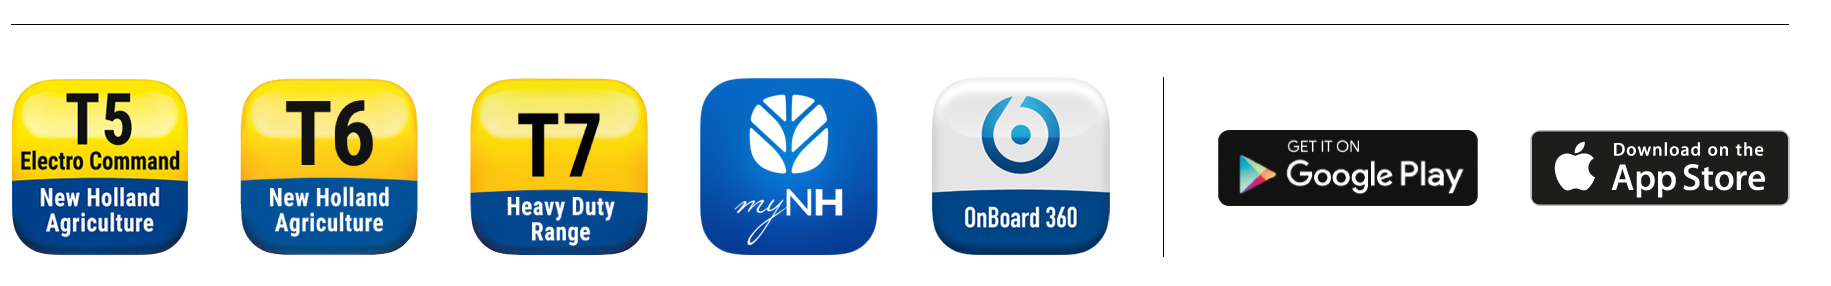 T5
Electro Command
New Holland
Agriculture
T6
New Holland
Agriculture
T7
Heavy Duty
Range
myNH
6
OnBoard 360
GET IT ON
Google Play
Download on the
App Store